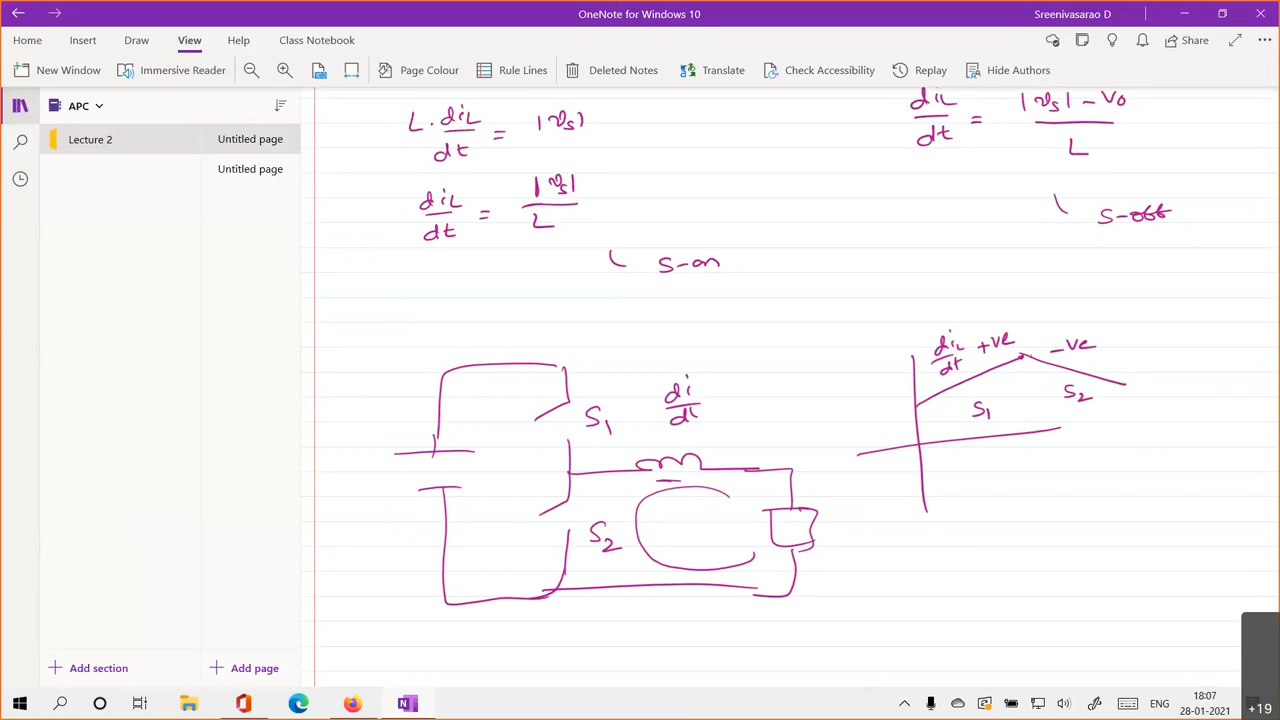 OneNote for Windows 10
Sreenivasarao D
Home Insert Draw View Help Class Notebook
Share
New Window Immersive Reader Page Colour Rule Lines Deleted Notes Translate Check Accessibility Replay Hide Authors
APC
Lecture 2
Untitled page
Untitled page
L. diL/dt = |vs|
diL/dt = |vs| - Vo / L
diL/dt = |vs| / L
S-off
S-on
diL/dt +ve -ve
S1 di/dt
S1 S2
S2
Add section Add page
18:07
ENG
28-01-2021
+19